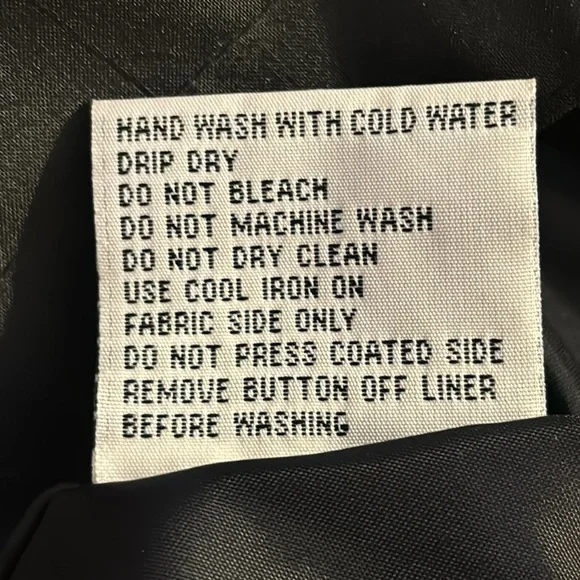 HAND WASH WITH COLD WATER
DRIP DRY
DO NOT BLEACH
DO NOT MACHINE WASH
DO NOT DRY CLEAN
USE COOL IRON ON
FABRIC SIDE ONLY
DO NOT PRESS COATED SIDE
REMOVE BUTTON OFF LINER
BEFORE WASHING